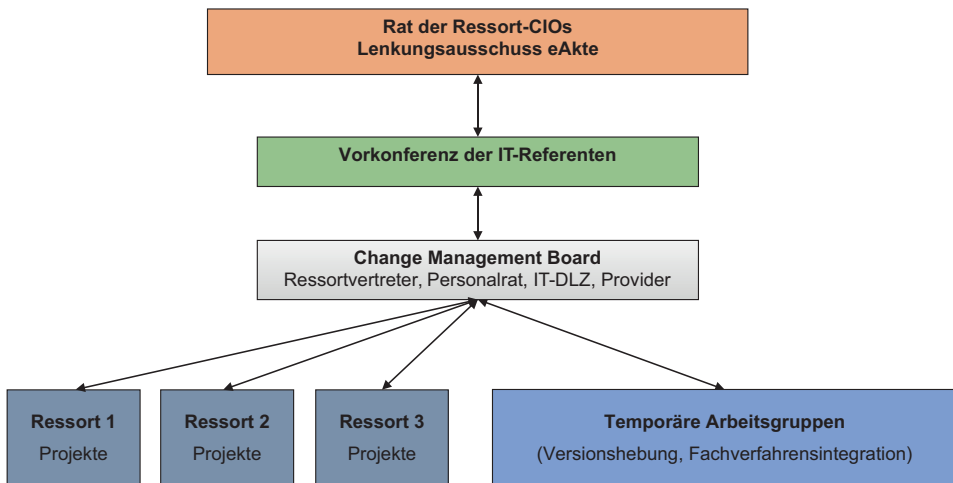 Rat der Ressort-CIOs
Lenkungsausschuss eAkte
Vorkonferenz der IT-Referenten
Change Management Board
Ressortvertreter, Personalrat, IT-DLZ, Provider
Ressort 1
Projekte
Ressort 2
Projekte
Ressort 3
Projekte
Temporäre Arbeitsgruppen
(Versionshebung, Fachverfahrensintegration)